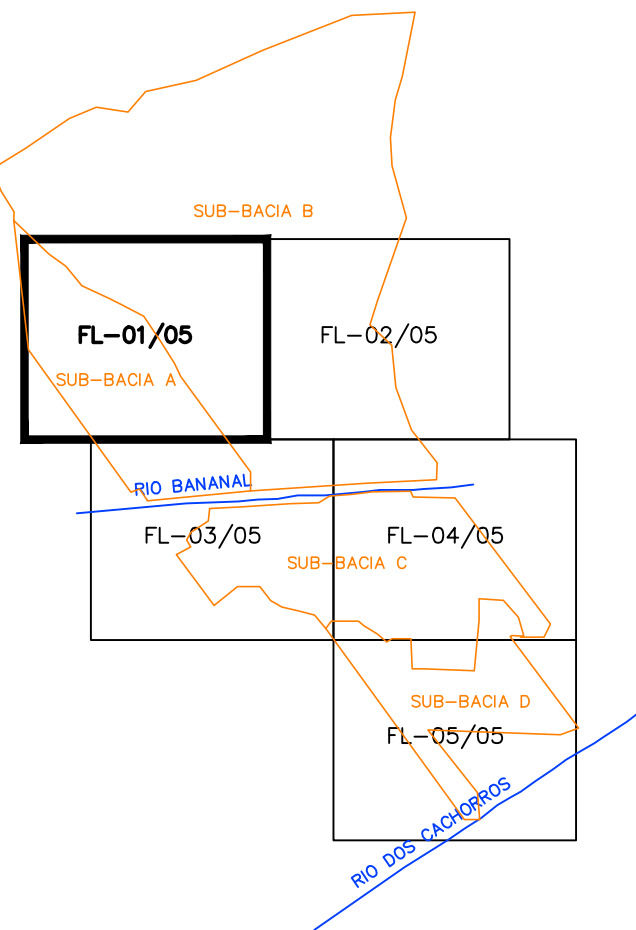 SUB-BACIA B
FL-01/05
FL-02/05
SUB-BACIA A
RIO BANANAL
FL-03/05
FL-04/05
SUB-BACIA C
SUB-BACIA D
FL-05/05
RIO DOS CACHORROS